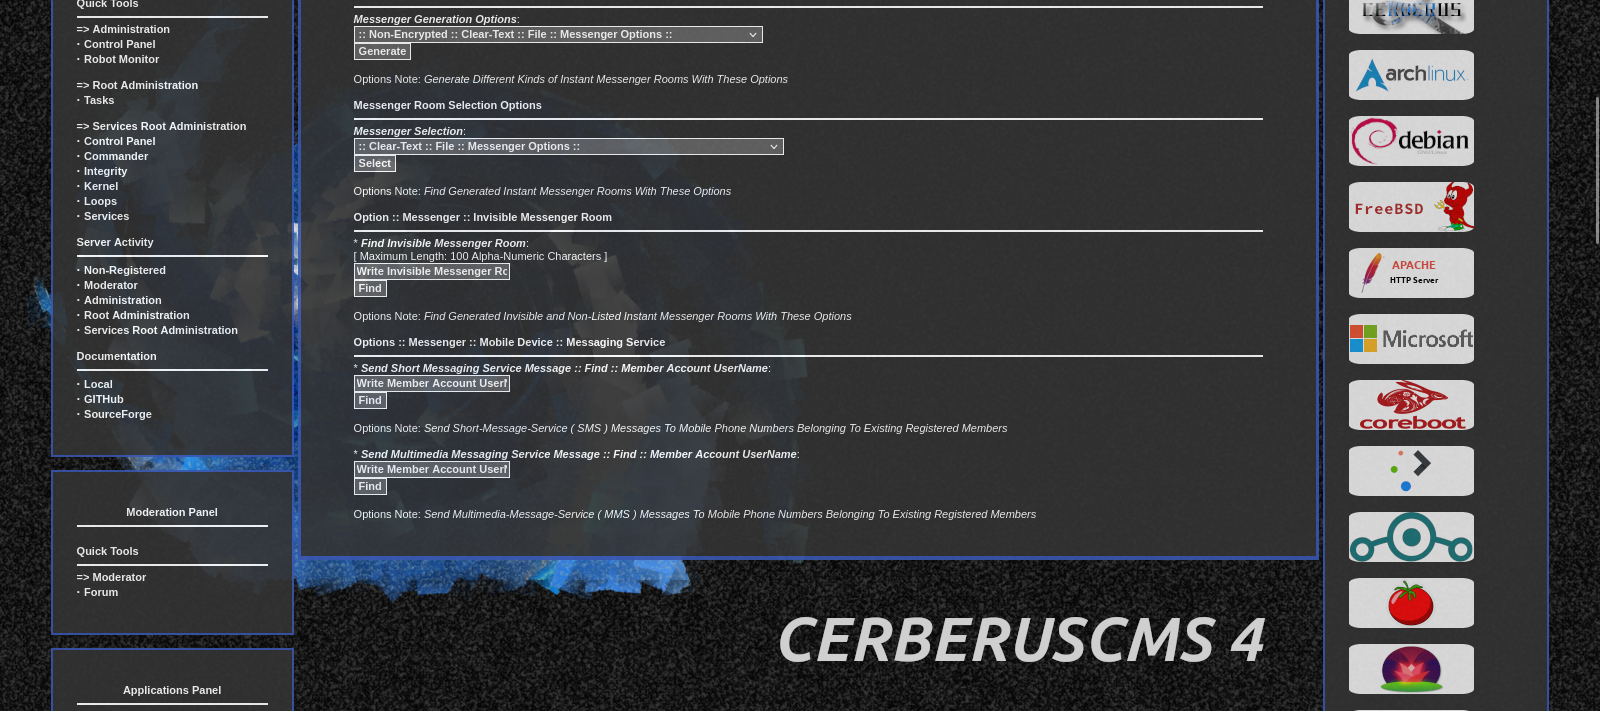 Quick Tools
=> Administration
· Control Panel
· Robot Monitor
=> Root Administration
· Tasks
=> Services Root Administration
· Control Panel
· Commander
· Integrity
· Kernel
· Loops
· Services
Server Activity
· Non-Registered
· Moderator
· Administration
· Root Administration
· Services Root Administration
Documentation
· Local
· GITHub
· SourceForge
Moderation Panel
Quick Tools
=> Moderator
· Forum
Applications Panel
Messenger Generation Options:
:: Non-Encrypted :: Clear-Text :: File :: Messenger Options ::
Generate
Options Note: Generate Different Kinds of Instant Messenger Rooms With These Options
Messenger Room Selection Options
Messenger Selection:
:: Clear-Text :: File :: Messenger Options ::
Select
Options Note: Find Generated Instant Messenger Rooms With These Options
Option :: Messenger :: Invisible Messenger Room
* Find Invisible Messenger Room:
[ Maximum Length: 100 Alpha-Numeric Characters ]
Write Invisible Messenger Ro
Find
Options Note: Find Generated Invisible and Non-Listed Instant Messenger Rooms With These Options
Options :: Messenger :: Mobile Device :: Messaging Service
* Send Short Messaging Service Message :: Find :: Member Account UserName:
Write Member Account User
Find
Options Note: Send Short-Message-Service ( SMS ) Messages To Mobile Phone Numbers Belonging To Existing Registered Members
* Send Multimedia Messaging Service Message :: Find :: Member Account UserName:
Write Member Account User
Find
Options Note: Send Multimedia-Message-Service ( MMS ) Messages To Mobile Phone Numbers Belonging To Existing Registered Members
CERBERUSCMS 4
CERBERUS
archlinux
debian
FreeBSD
APACHE
HTTP Server
Microsoft
coreboot